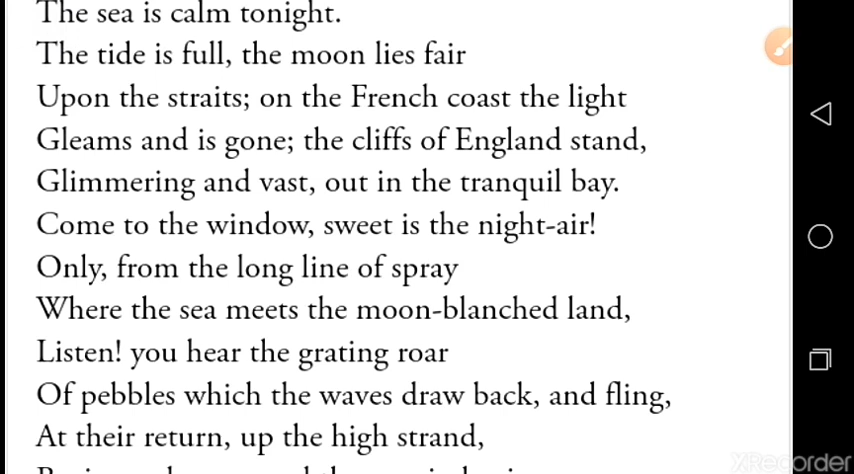 The sea is calm tonight.
The tide is full, the moon lies fair
Upon the straits; on the French coast the light
Gleams and is gone; the cliffs of England stand,
Glimmering and vast, out in the tranquil bay.
Come to the window, sweet is the night-air!
Only, from the long line of spray
Where the sea meets the moon-blanched land,
Listen! you hear the grating roar
Of pebbles which the waves draw back, and fling,
At their return, up the high strand,
XRecorder